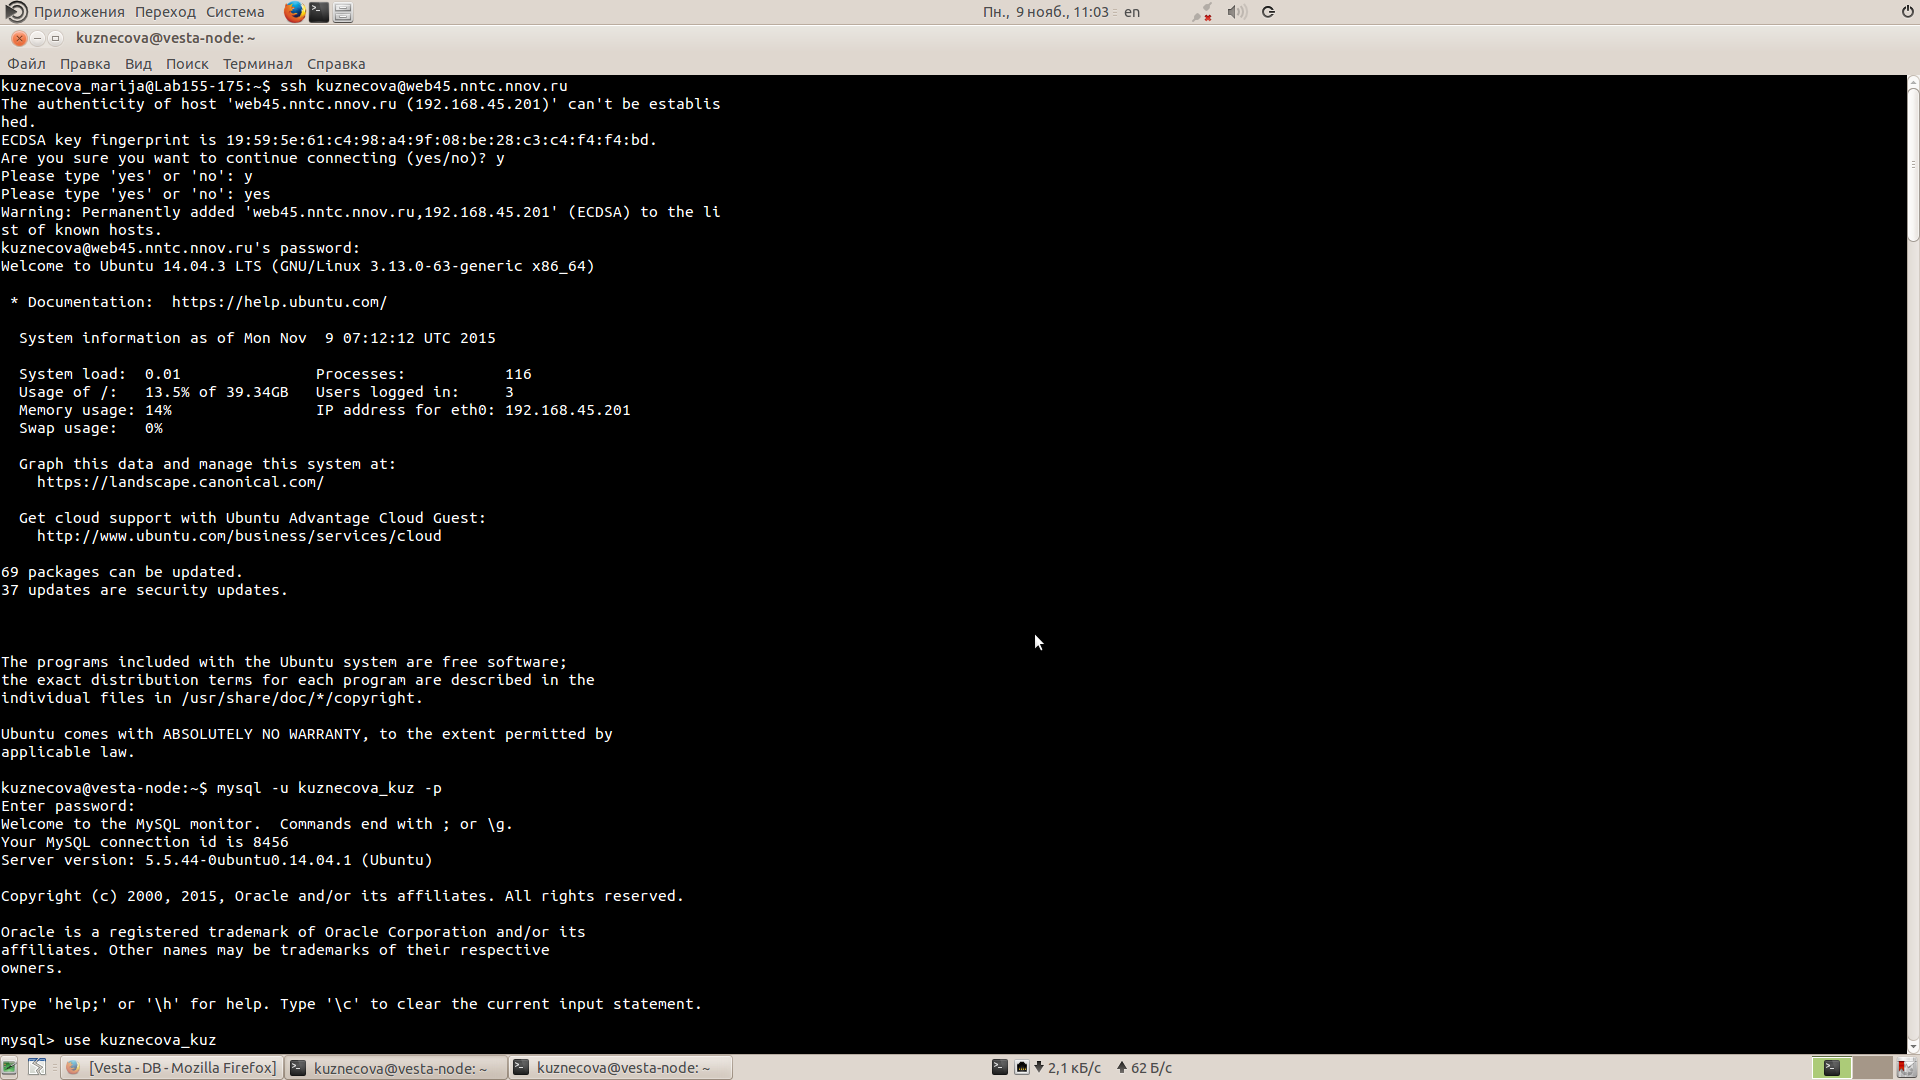 Приложения Переход Система
Пн., 9 нояб., 11:03 en
kuznecova@vesta-node: ~
Файл Правка Вид Поиск Терминал Справка
kuznecova_marija@Lab155-175:~$ ssh kuznecova@web45.nntc.nnov.ru
The authenticity of host 'web45.nntc.nnov.ru (192.168.45.201)' can't be establis
hed.
ECDSA key fingerprint is 19:59:5e:61:c4:98:a4:9f:08:be:28:c3:c4:f4:f4:bd.
Are you sure you want to continue connecting (yes/no)? y
Please type 'yes' or 'no': y
Please type 'yes' or 'no': yes
Warning: Permanently added 'web45.nntc.nnov.ru,192.168.45.201' (ECDSA) to the li
st of known hosts.
kuznecova@web45.nntc.nnov.ru's password:
Welcome to Ubuntu 14.04.3 LTS (GNU/Linux 3.13.0-63-generic x86_64)
* Documentation:  https://help.ubuntu.com/
System information as of Mon Nov  9 07:12:12 UTC 2015
System load:  0.01               Processes:           116
Usage of /:   13.5% of 39.34GB   Users logged in:     3
Memory usage: 14%                IP address for eth0: 192.168.45.201
Swap usage:   0%
Graph this data and manage this system at:
https://landscape.canonical.com/
Get cloud support with Ubuntu Advantage Cloud Guest:
http://www.ubuntu.com/business/services/cloud
69 packages can be updated.
37 updates are security updates.
The programs included with the Ubuntu system are free software;
the exact distribution terms for each program are described in the
individual files in /usr/share/doc/*/copyright.
Ubuntu comes with ABSOLUTELY NO WARRANTY, to the extent permitted by
applicable law.
kuznecova@vesta-node:~$ mysql -u kuznecova_kuz -p
Enter password:
Welcome to the MySQL monitor.  Commands end with ; or \g.
Your MySQL connection id is 8456
Server version: 5.5.44-0ubuntu0.14.04.1 (Ubuntu)
Copyright (c) 2000, 2015, Oracle and/or its affiliates. All rights reserved.
Oracle is a registered trademark of Oracle Corporation and/or its
affiliates. Other names may be trademarks of their respective
owners.
Type 'help;' or '\h' for help. Type '\c' to clear the current input statement.
mysql> use kuznecova_kuz
[Vesta - DB - Mozilla Firefox] kuznecova@vesta-node: ~ kuznecova@vesta-node: ~ 2,1 кБ/с 62 Б/с